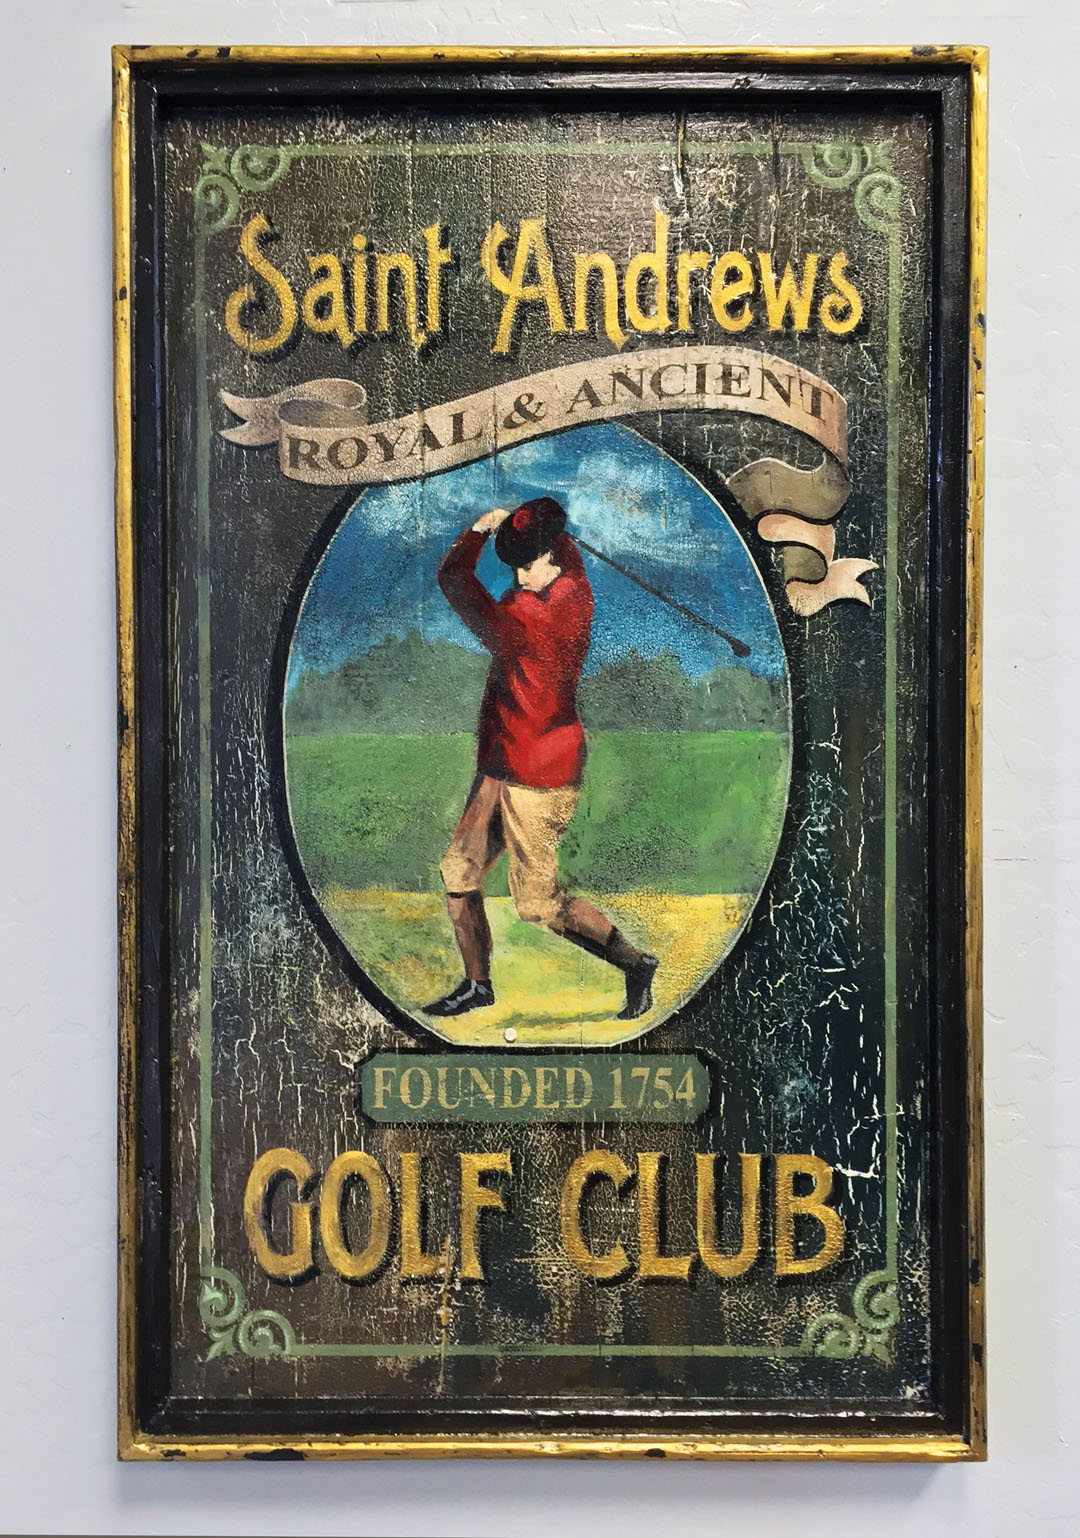 Saint Andrews
ROYAL & ANCIENT
FOUNDED 1754
GOLF CLUB